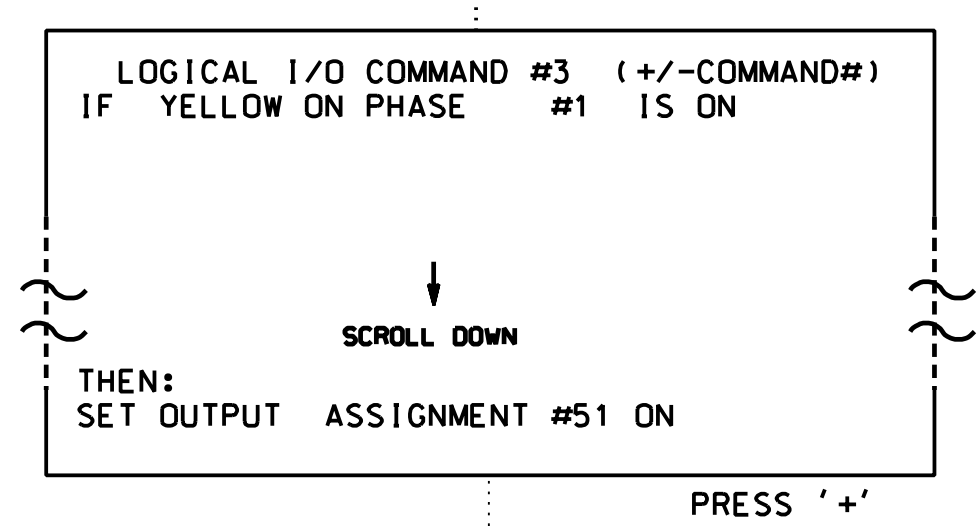 LOGICAL I/O COMMAND #3 (+/-COMMAND#)
IF YELLOW ON PHASE #1 IS ON
SCROLL DOWN
THEN:
SET OUTPUT ASSIGNMENT #51 ON
PRESS '+'